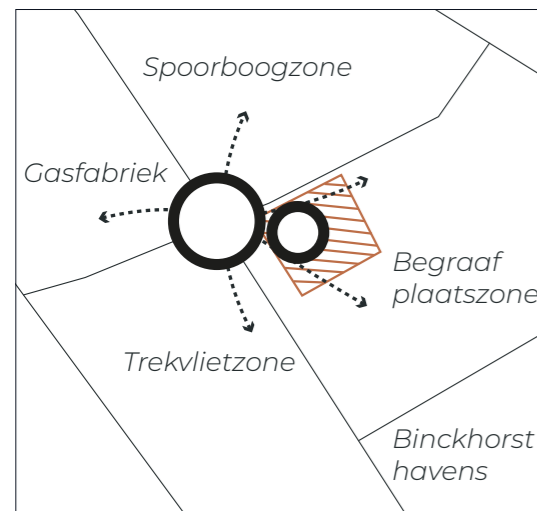 Spoorboogzone
Gasfabriek
Begraaf
plaatszone
Trekvlietzone
Binckhorst
havens